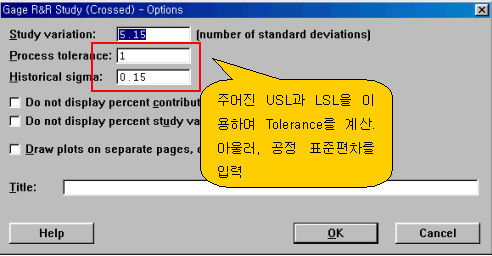 Gage R&R Study (Crossed) - Options
Study variation: 5.15 (number of standard deviations)
Process tolerance: 1
Historical sigma: 0.15
Do not display percent contribut
Do not display percent study va
Draw plots on separate pages,
주어진 USL과 LSL을 이
용하며 Tolerance를 계산.
아울러, 공정 표준편차를
입력
Title:
Help OK Cancel